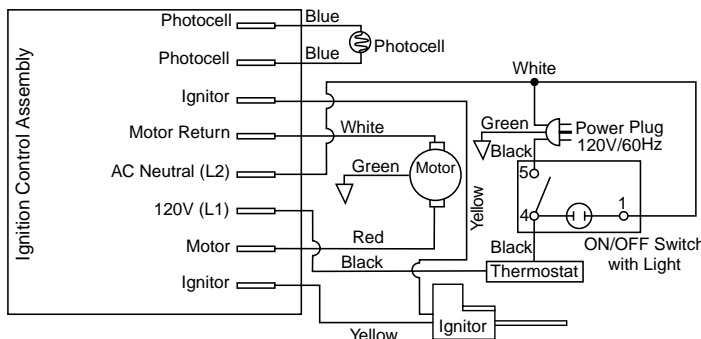 Ignition Control Assembly
Photocell
Blue
Photocell
Blue
Photocell
Ignitor
Motor Return
White
AC Neutral (L2)
Green
Motor
120V (L1)
Yellow
Motor
Red
Black
Ignitor
Yellow
Ignitor
White
Green
Power Plug
120V/60Hz
Black
5
4
1
Black
ON/OFF Switch
with Light
Thermostat